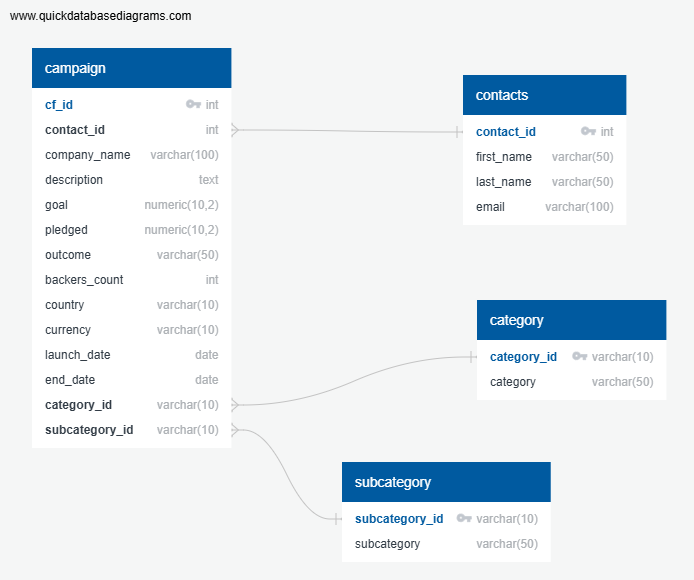 www.quickdatabasediagrams.com
campaign
cf_id int
contact_id int
company_name varchar(100)
description text
goal numeric(10,2)
pledged numeric(10,2)
outcome varchar(50)
backers_count int
country varchar(10)
currency varchar(10)
launch_date date
end_date date
category_id varchar(10)
subcategory_id varchar(10)
contacts
contact_id int
first_name varchar(50)
last_name varchar(50)
email varchar(100)
category
category_id varchar(10)
category varchar(50)
subcategory
subcategory_id varchar(10)
subcategory varchar(50)